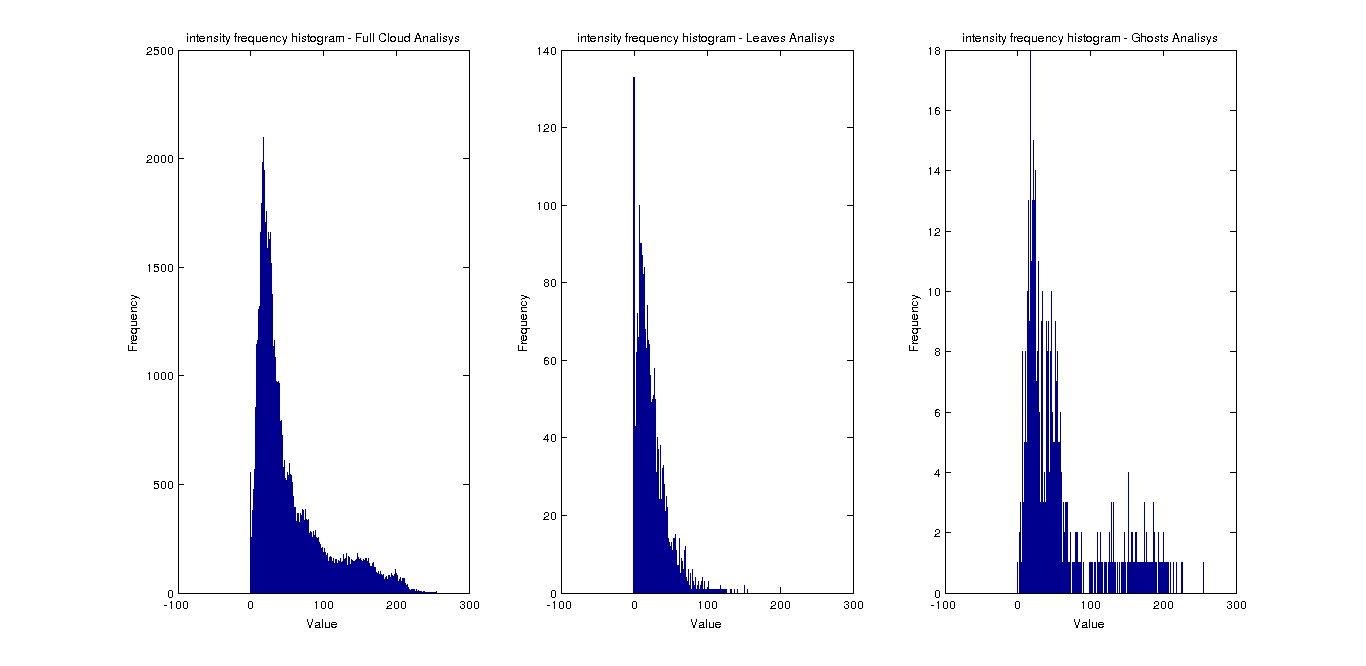 intensity frequency histogram - Full Cloud Analisys
2500
2000
1500
1000
500
0
-100 0 100 200 300
Frequency
Value
intensity frequency histogram - Leaves Analisys
140
120
100
80
60
40
20
0
-100 0 100 200 300
Frequency
Value
intensity frequency histogram - Ghosts Analisys
18
16
14
12
10
8
6
4
2
0
-100 0 100 200 300
Frequency
Value